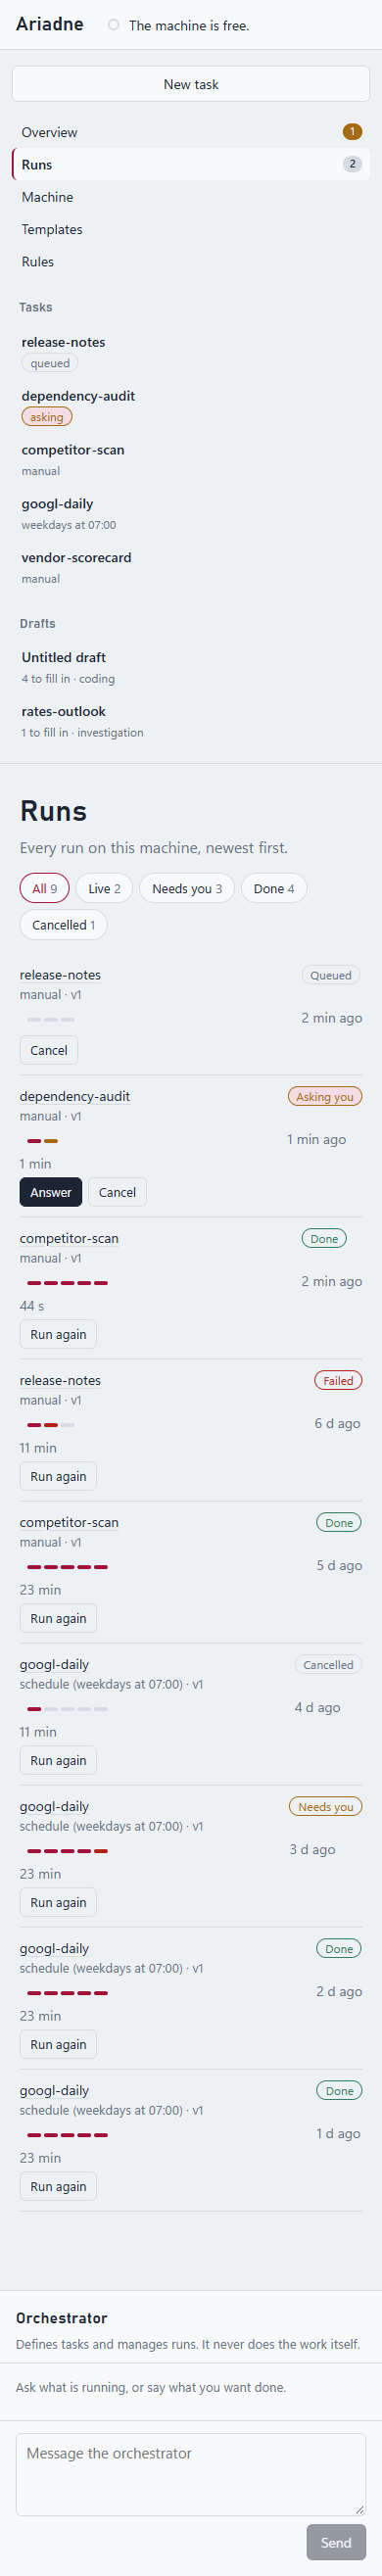 Ariadne
The machine is free.
New task
Overview 1
Runs 2
Machine
Templates
Rules
Tasks
release-notes
queued
dependency-audit
asking
competitor-scan
manual
googl-daily
weekdays at 07:00
vendor-scorecard
manual
Drafts
Untitled draft
4 to fill in · coding
rates-outlook
1 to fill in · investigation
Runs
Every run on this machine, newest first.
All 9 Live 2 Needs you 3 Done 4
Cancelled 1
release-notes Queued
manual · v1
2 min ago
Cancel
dependency-audit Asking you
manual · v1
1 min ago
1 min
Answer Cancel
competitor-scan Done
manual · v1
2 min ago
44 s
Run again
release-notes Failed
manual · v1
6 d ago
11 min
Run again
competitor-scan Done
manual · v1
5 d ago
23 min
Run again
googl-daily Cancelled
schedule (weekdays at 07:00) · v1
4 d ago
11 min
Run again
googl-daily Needs you
schedule (weekdays at 07:00) · v1
3 d ago
23 min
Run again
googl-daily Done
schedule (weekdays at 07:00) · v1
2 d ago
23 min
Run again
googl-daily Done
schedule (weekdays at 07:00) · v1
1 d ago
23 min
Run again
Orchestrator
Defines tasks and manages runs. It never does the work itself.
Ask what is running, or say what you want done.
Message the orchestrator
Send